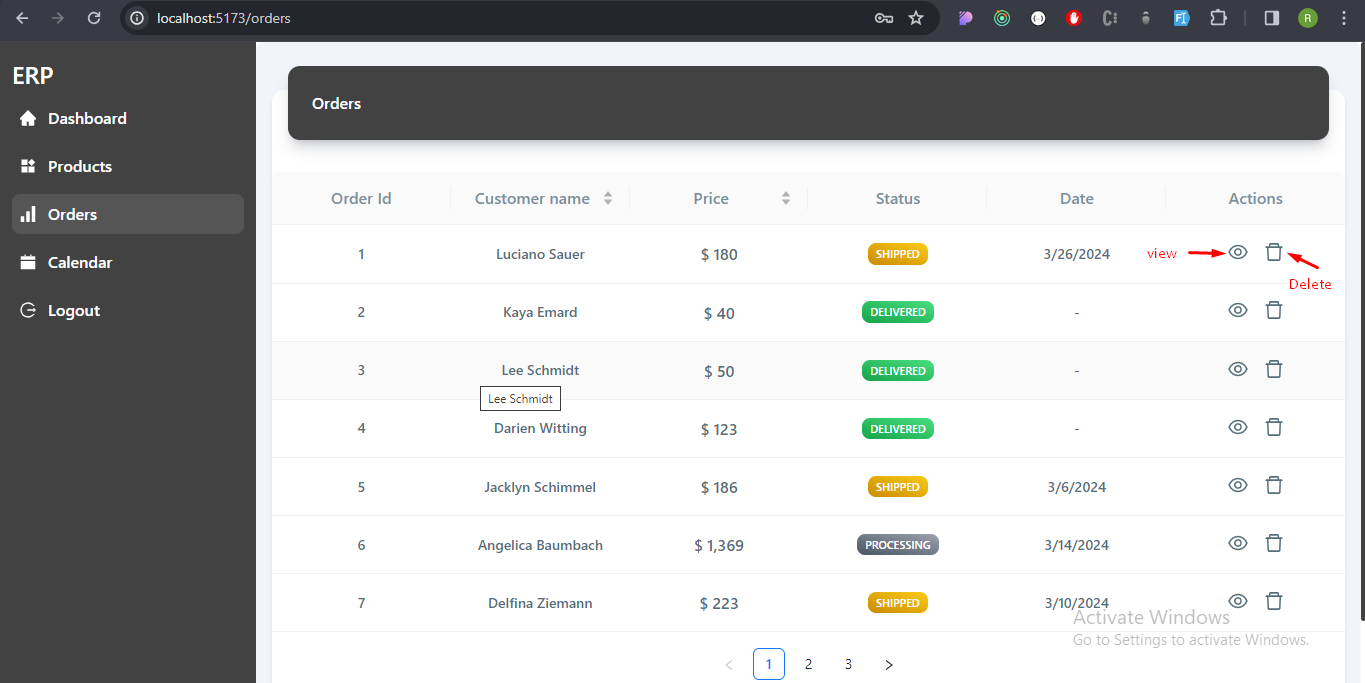 localhost:5173/orders
R
ERP
Dashboard
Products
Orders
Calendar
Logout
Orders
Order Id Customer name Price Status Date Actions
1 Luciano Sauer $ 180 SHIPPED 3/26/2024 view
Delete
2 Kaya Emard $ 40 DELIVERED -
3 Lee Schmidt $ 50 DELIVERED -
Lee Schmidt
4 Darien Witting $ 123 DELIVERED -
5 Jacklyn Schimmel $ 186 SHIPPED 3/6/2024
6 Angelica Baumbach $ 1,369 PROCESSING 3/14/2024
7 Delfina Ziemann $ 223 SHIPPED 3/10/2024
Activate Windows
Go to Settings to activate Windows.
< 1 2 3 >